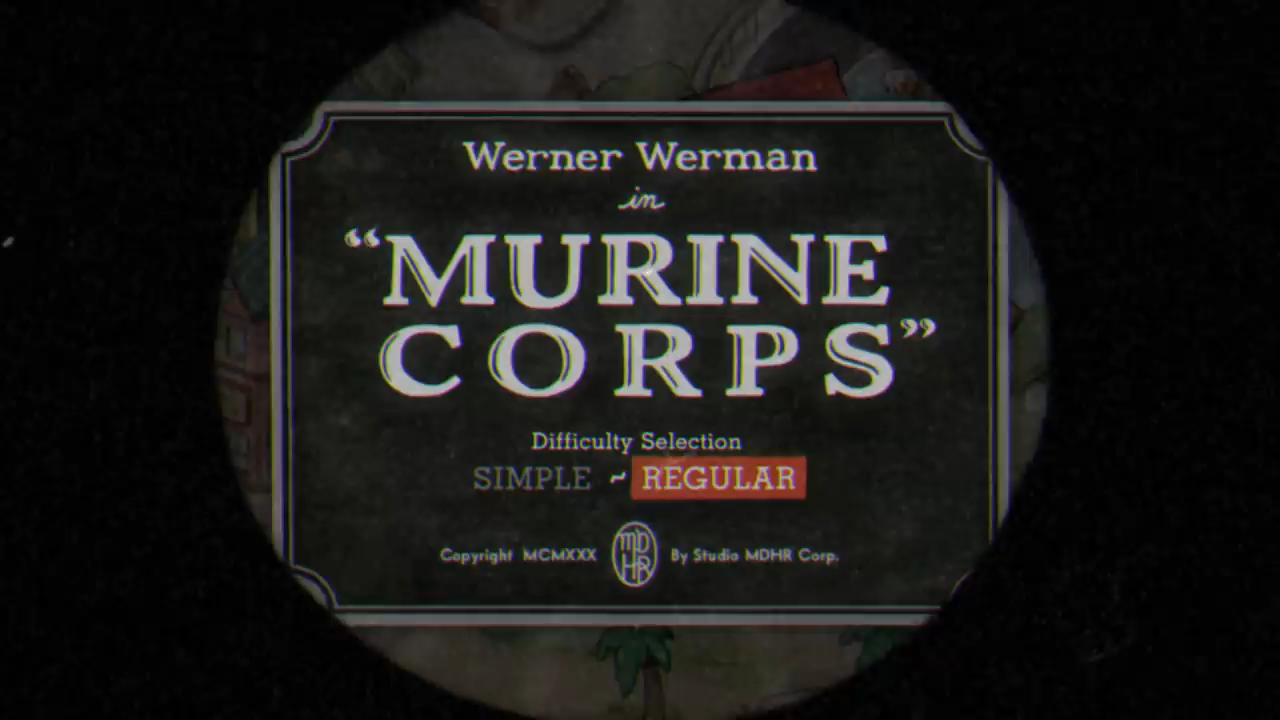 Werner Werman
in
“MURINE
CORPS”
Difficulty Selection
SIMPLE ~ REGULAR
Copyright MCMXXX MDHR By Studio MDHR Corp.